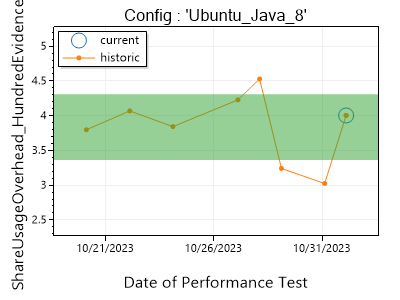 Config : 'Ubuntu_Java_8'
current
historic
ShareUsageOverhead_HundredEvidence
5
4.5
4
3.5
3
2.5
10/21/2023
10/26/2023
10/31/2023
Date of Performance Test